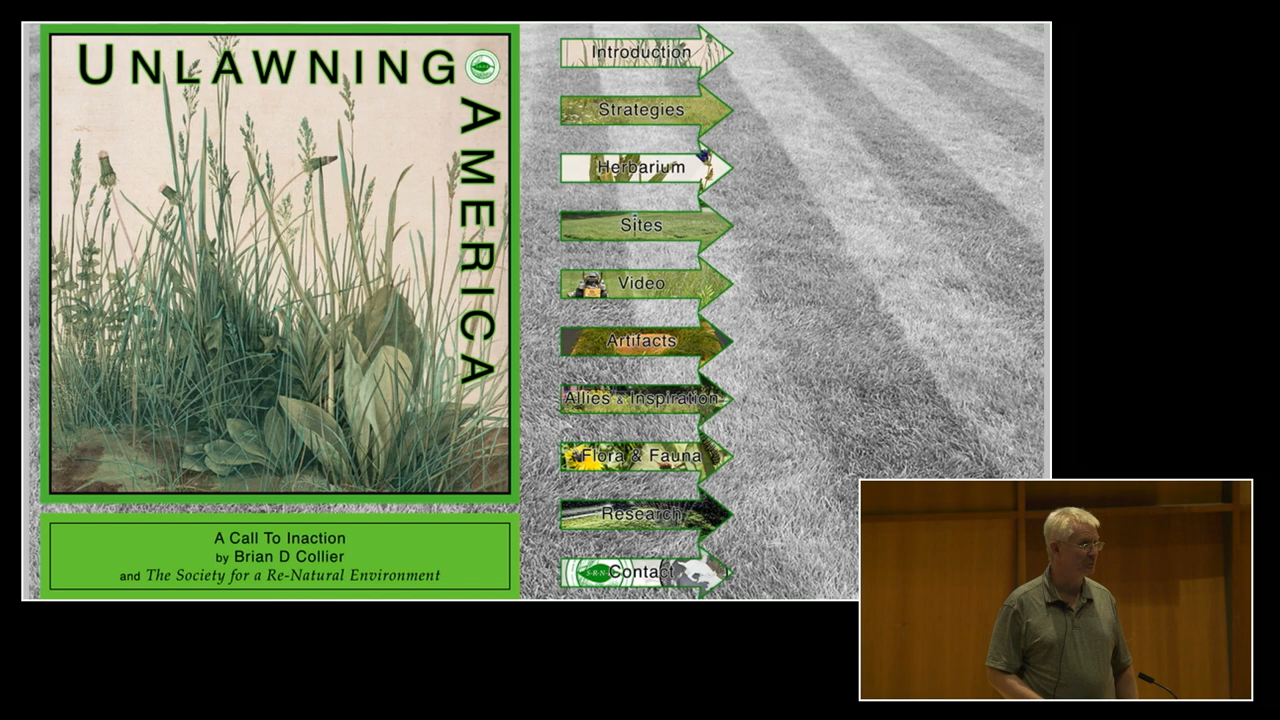 UNLAWNING
AMERICA
A Call To Inaction
by Brian D Collier
and The Society for a Re-Natural Environment
Introduction
Strategies
Herbarium
Sites
Video
Artifacts
Allies & Inspiration
Flora & Fauna
Research
S·R·N·E
Contact